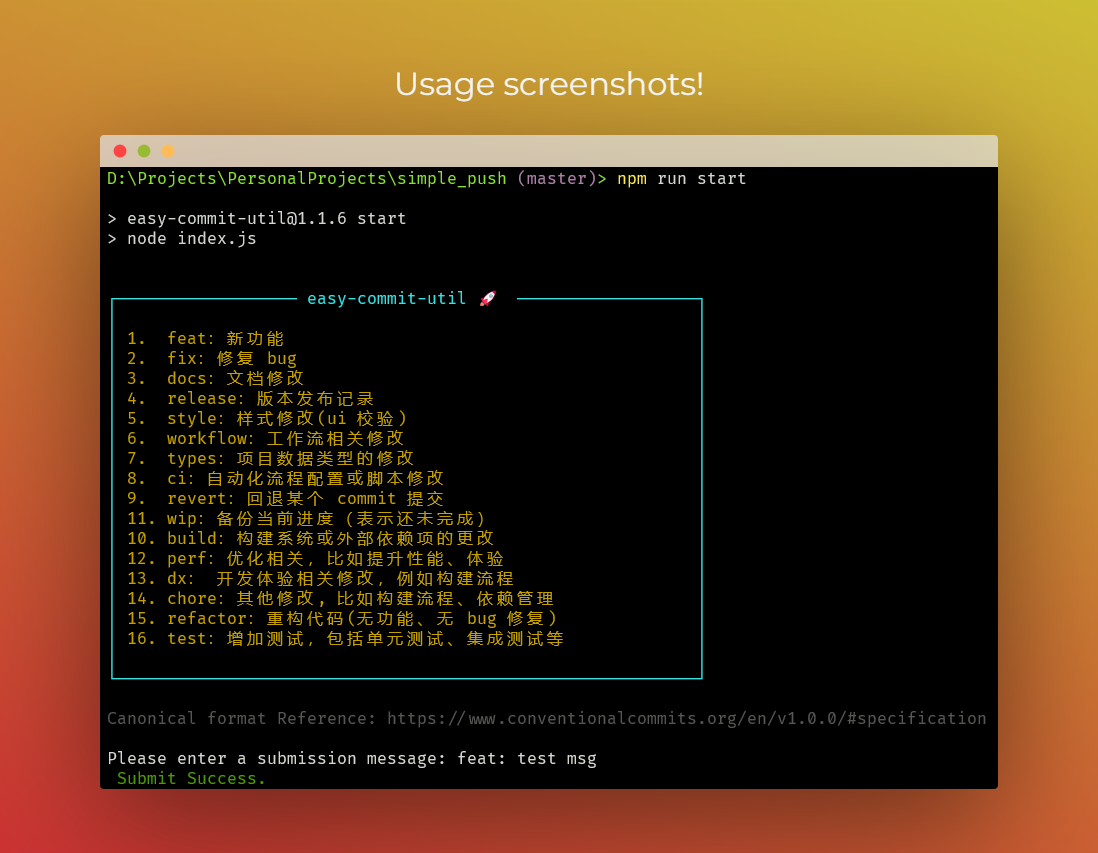 Usage screenshots!
D:\Projects\PersonalProjects\simple_push (master)> npm run start
> easy-commit-util@1.1.6 start
> node index.js
easy-commit-util 🚀
1. feat: 新功能
2. fix: 修复 bug
3. docs: 文档修改
4. release: 版本发布记录
5. style: 样式修改(ui 校验)
6. workflow: 工作流相关修改
7. types: 项目数据类型的修改
8. ci: 自动化流程配置或脚本修改
9. revert: 回退某个 commit 提交
11. wip: 备份当前进度 (表示还未完成)
10. build: 构建系统或外部依赖项的更改
12. perf: 优化相关, 比如提升性能、体验
13. dx: 开发体验相关修改, 例如构建流程
14. chore: 其他修改, 比如构建流程、依赖管理
15. refactor: 重构代码(无功能、无 bug 修复)
16. test: 增加测试, 包括单元测试、集成测试等
Canonical format Reference: https://www.conventionalcommits.org/en/v1.0.0/#specification
Please enter a submission message: feat: test msg
Submit Success.